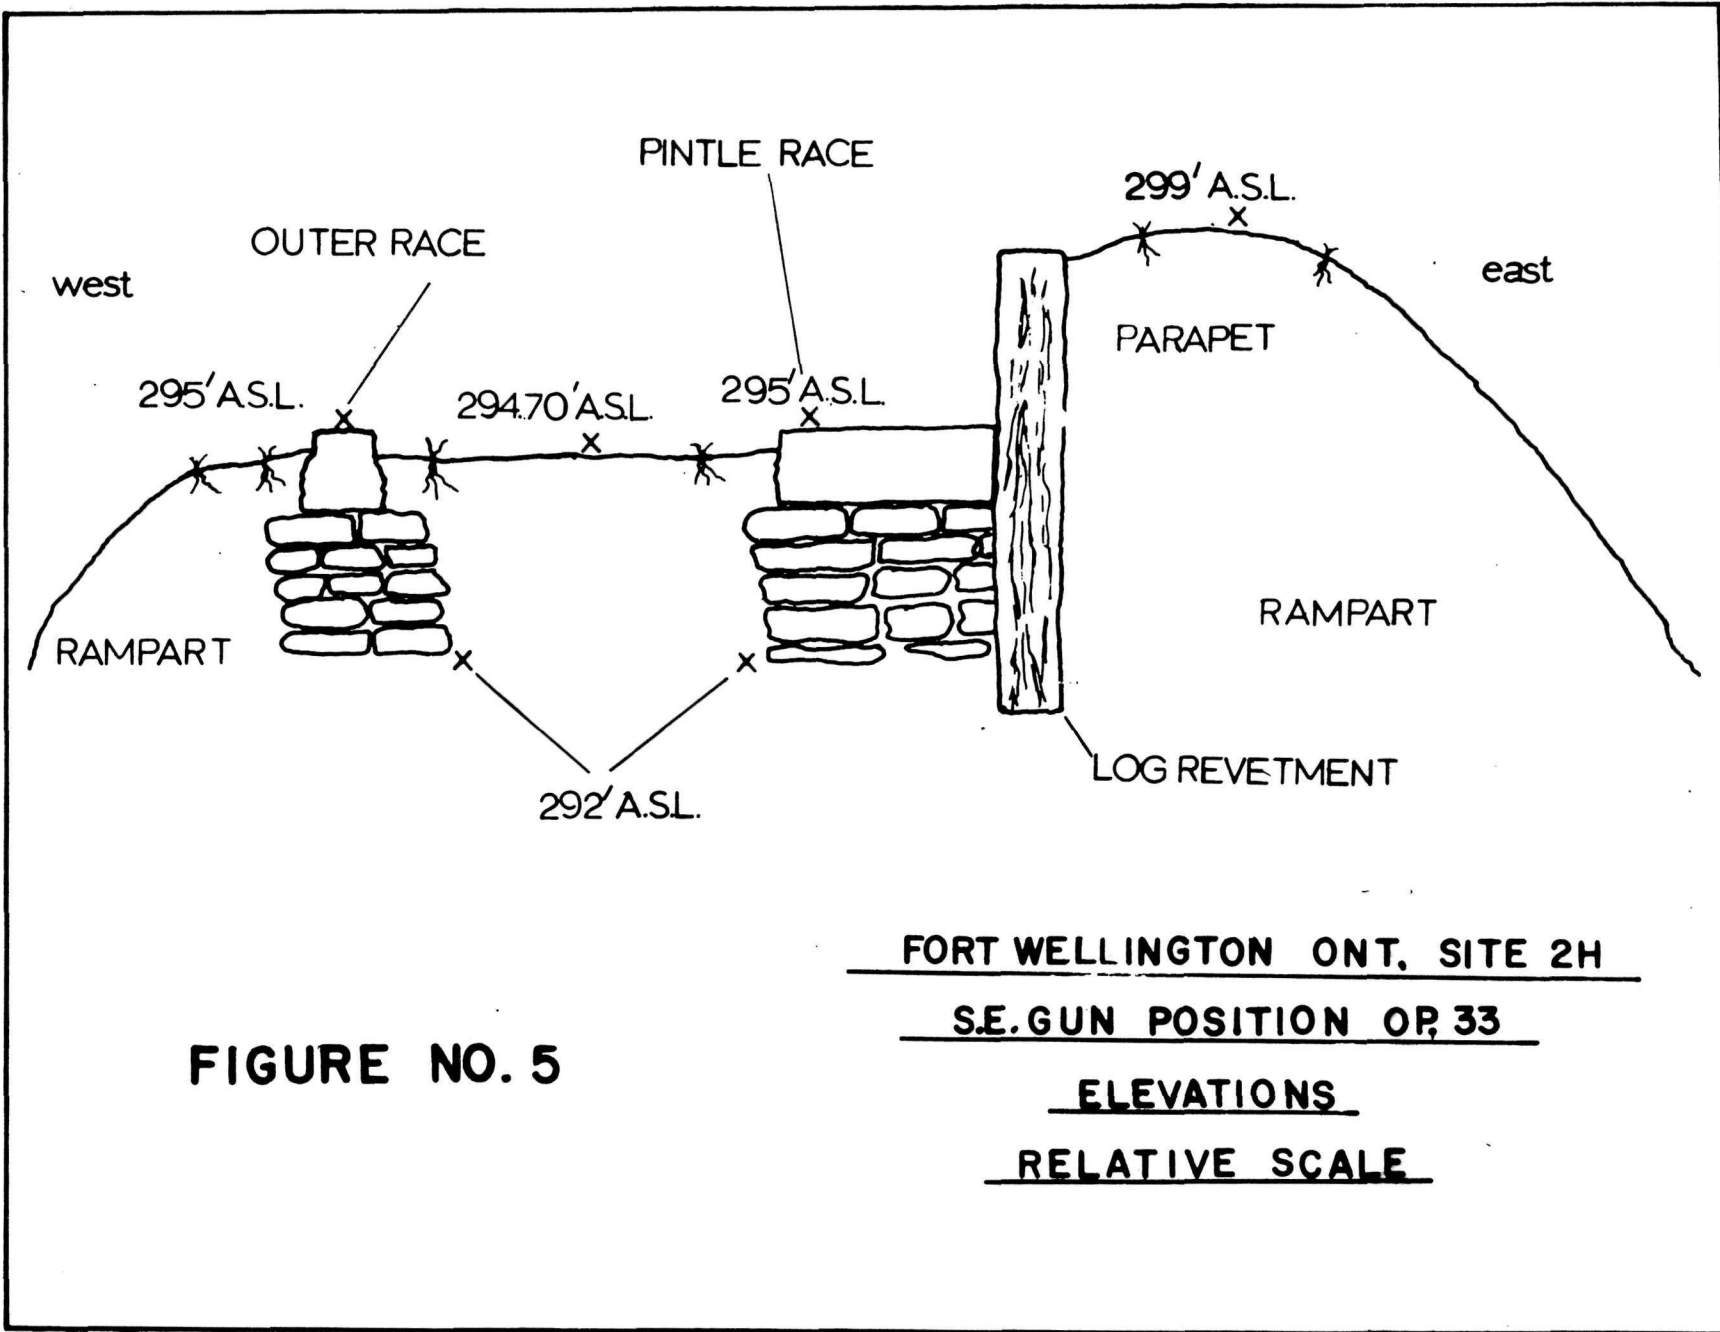 PINTLE RACE
299' A.S.L.
OUTER RACE
west
east
PARAPET
295' A.S.L.
294.70' A.S.L.
295' A.S.L.
RAMPART
RAMPART
LOG REVETMENT
292' A.S.L.
FORT WELLINGTON ONT. SITE 2H
S.E. GUN POSITION OP. 33
FIGURE NO. 5
ELEVATIONS
RELATIVE SCALE